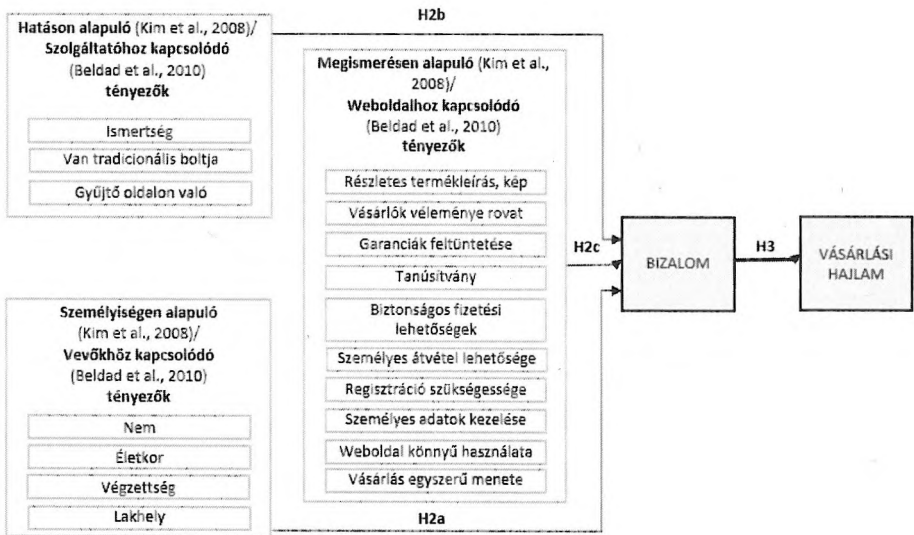 H2b
Hatáson alapuló (Kim et al., 2008)/
Szolgáltatóhoz kapcsolódó
(Beldad et al., 2010)
tényezők
Ismertség
Van tradicionális boltja
Gyűjtő oldalon való
Megismerésen alapuló (Kim et al.,
2008)/
Weboldalhoz kapcsolódó
(Beldad et al., 2010)
tényezők
Részletes termékleírás, kép
Vásárlók véleménye rovat
Garanciák feltüntetése
Tanúsítvány
Biztonságos fizetési
lehetőségek
Személyes átvétel lehetősége
Regisztráció szükségessége
Személyes adatok kezelése
Weboldal könnyű használata
Vásárlás egyszerű menete
H2c
BIZALOM
H3
VÁSÁRLÁSI
HAJLAM
Személyiségen alapuló
(Kim et al., 2008)/
Vevőkhöz kapcsolódó
(Beldad et al., 2010)
tényezők
Nem
Életkor
Végzettség
Lakhely
H2a